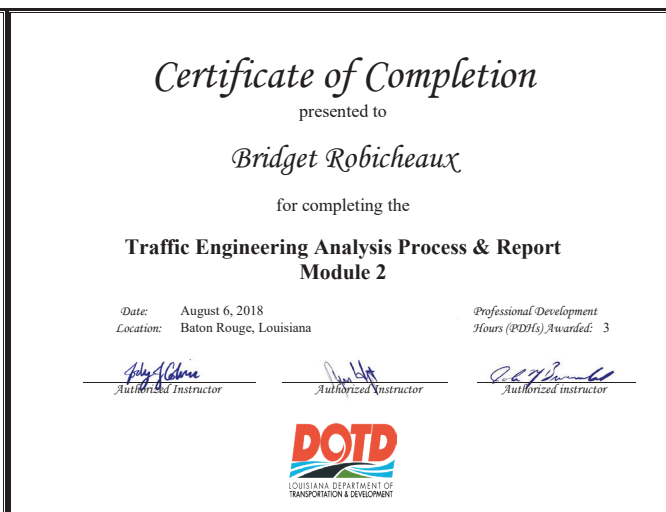 Certificate of Completion
presented to
Bridget Robicheaux
for completing the
Traffic Engineering Analysis Process & Report
Module 2
Date: August 6, 2018
Location: Baton Rouge, Louisiana
Professional Development
Hours (PDHs) Awarded: 3
Authorized Instructor
Authorized Instructor
Authorized instructor
DOTD
LOUISIANA DEPARTMENT OF
TRANSPORTATION & DEVELOPMENT